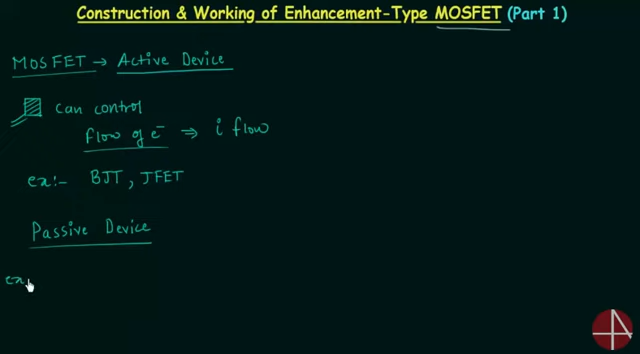 Construction & Working of Enhancement-Type MOSFET (Part 1)
MOSFET → Active Device
Can control
flow of e⁻ ⇒ i flow
ex:- BJT, JFET
Passive Device
ex